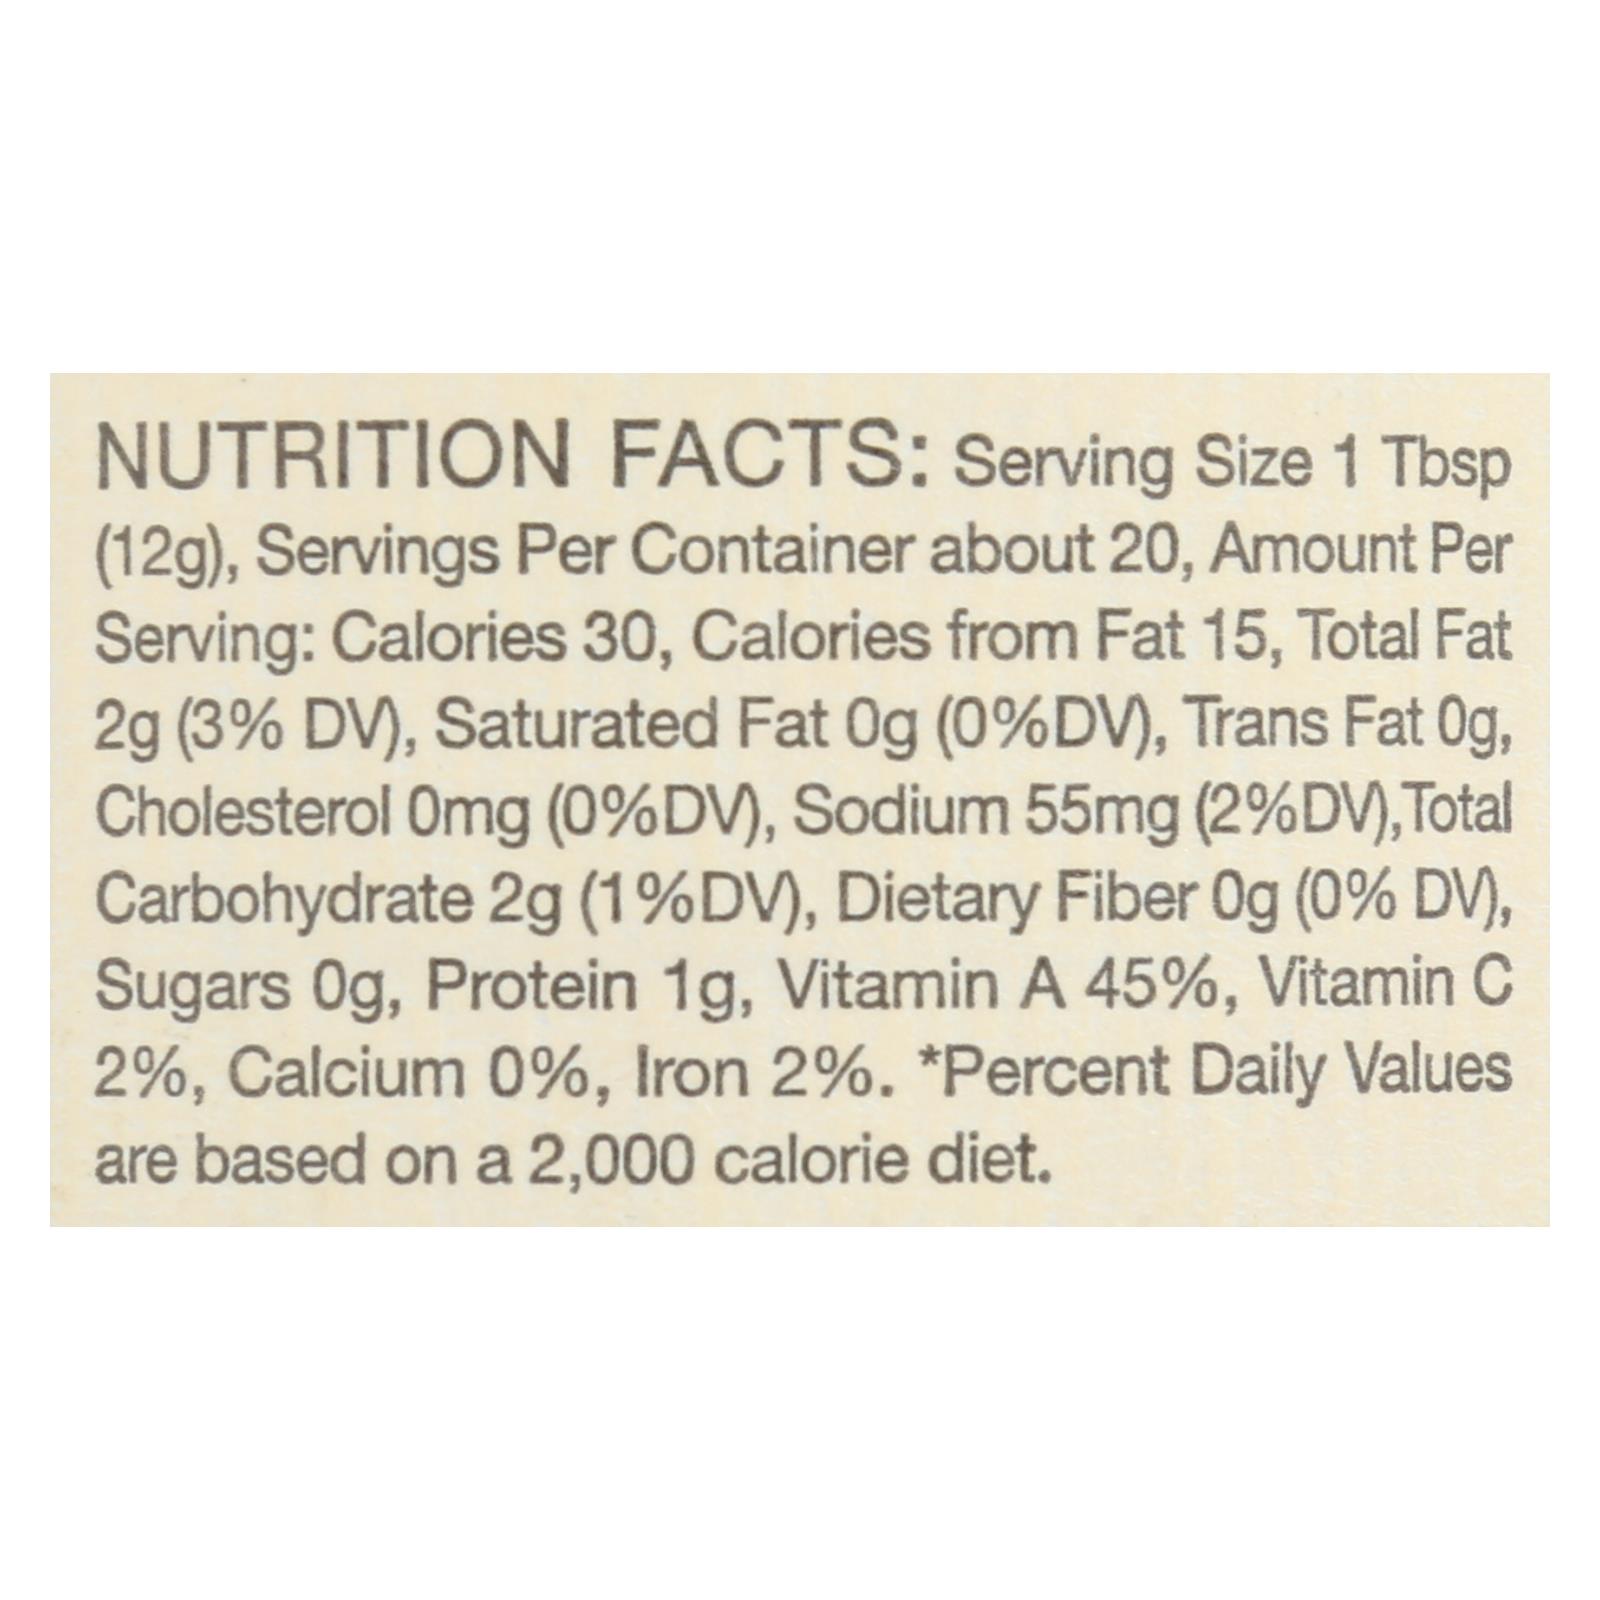 NUTRITION FACTS: Serving Size 1 Tbsp
(12g), Servings Per Container about 20, Amount Per
Serving: Calories 30, Calories from Fat 15, Total Fat
2g (3% DV), Saturated Fat 0g (0%DV), Trans Fat 0g,
Cholesterol 0mg (0%DV), Sodium 55mg (2%DV),Total
Carbohydrate 2g (1%DV), Dietary Fiber 0g (0% DV),
Sugars 0g, Protein 1g, Vitamin A 45%, Vitamin C
2%, Calcium 0%, Iron 2%. *Percent Daily Values
are based on a 2,000 calorie diet.